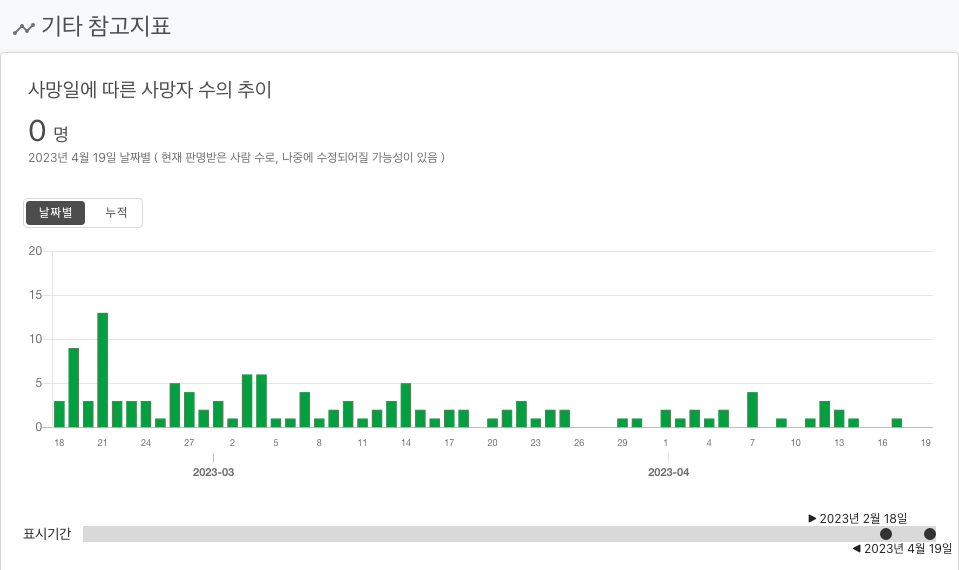 기타 참고지표
사망일에 따른 사망자 수의 추이
0 명
2023년 4월 19일 날짜별 ( 현재 판명받은 사람 수로, 나중에 수정되어질 가능성이 있음 )
날짜별 누적
20
15
10
5
0
18 21 24 27 2 5 8 11 14 17 20 23 26 29 1 4 7 10 13 16 19
2023-03 2023-04
▶ 2023년 2월 18일
표시기간
◀ 2023년 4월 19일